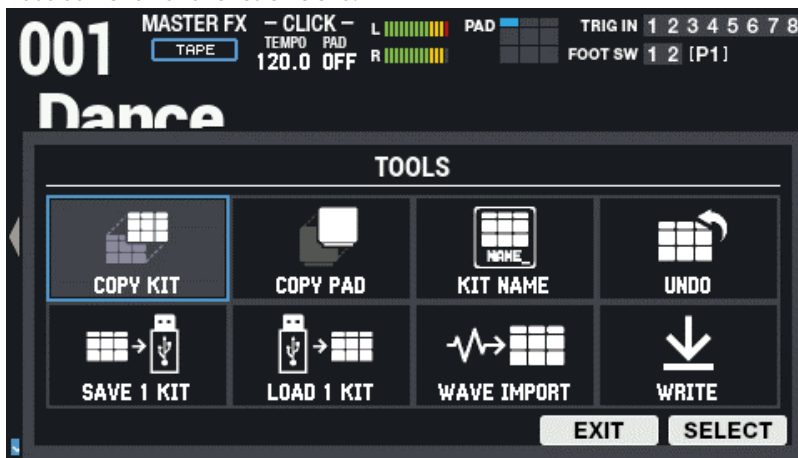 001
MASTER FX
TAPE
– CLICK –
TEMPO PAD
120.0 OFF
L
R
PAD
TRIG IN 1 2 3 4 5 6 7 8
FOOT SW 1 2 [P1]
Dance
TOOLS
COPY KIT
COPY PAD
NAME_
KIT NAME
UNDO
SAVE 1 KIT
LOAD 1 KIT
WAVE IMPORT
WRITE
EXIT
SELECT